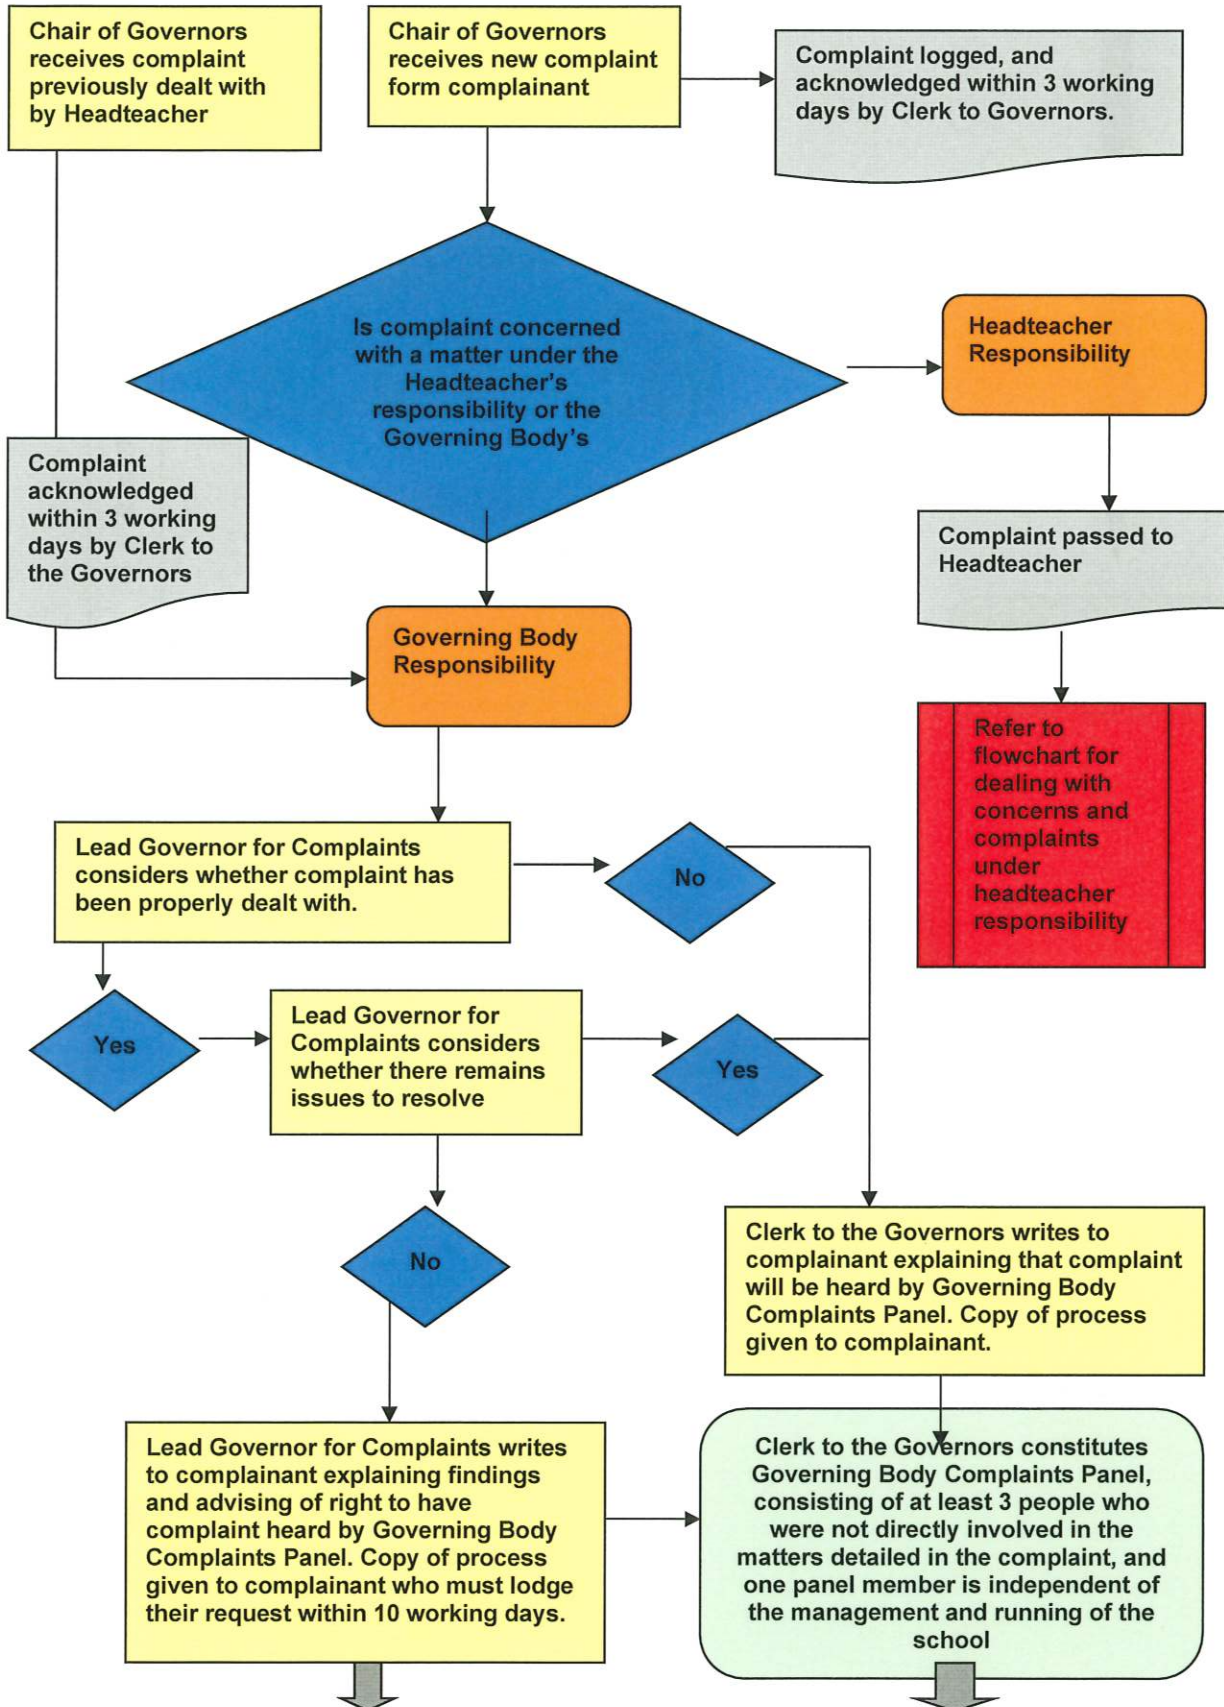 Chair of Governors
receives complaint
previously dealt with
by Headteacher
Chair of Governors
receives new complaint
form complainant
Complaint logged, and
acknowledged within 3 working
days by Clerk to Governors.
Is complaint concerned
with a matter under the
Headteacher's
responsibility or the
Governing Body's
Headteacher
Responsibility
Complaint
acknowledged
within 3 working
days by Clerk to
the Governors
Complaint passed to
Headteacher
Governing Body
Responsibility
Refer to
flowchart for
dealing with
concerns and
complaints
under
headteacher
responsibility
Lead Governor for Complaints
considers whether complaint has
been properly dealt with.
No
Yes
Lead Governor for
Complaints considers
whether there remains
issues to resolve
Yes
No
Clerk to the Governors writes to
complainant explaining that complaint
will be heard by Governing Body
Complaints Panel. Copy of process
given to complainant.
Lead Governor for Complaints writes
to complainant explaining findings
and advising of right to have
complaint heard by Governing Body
Complaints Panel. Copy of process
given to complainant who must lodge
their request within 10 working days.
Clerk to the Governors constitutes
Governing Body Complaints Panel,
consisting of at least 3 people who
were not directly involved in the
matters detailed in the complaint, and
one panel member is independent of
the management and running of the
school